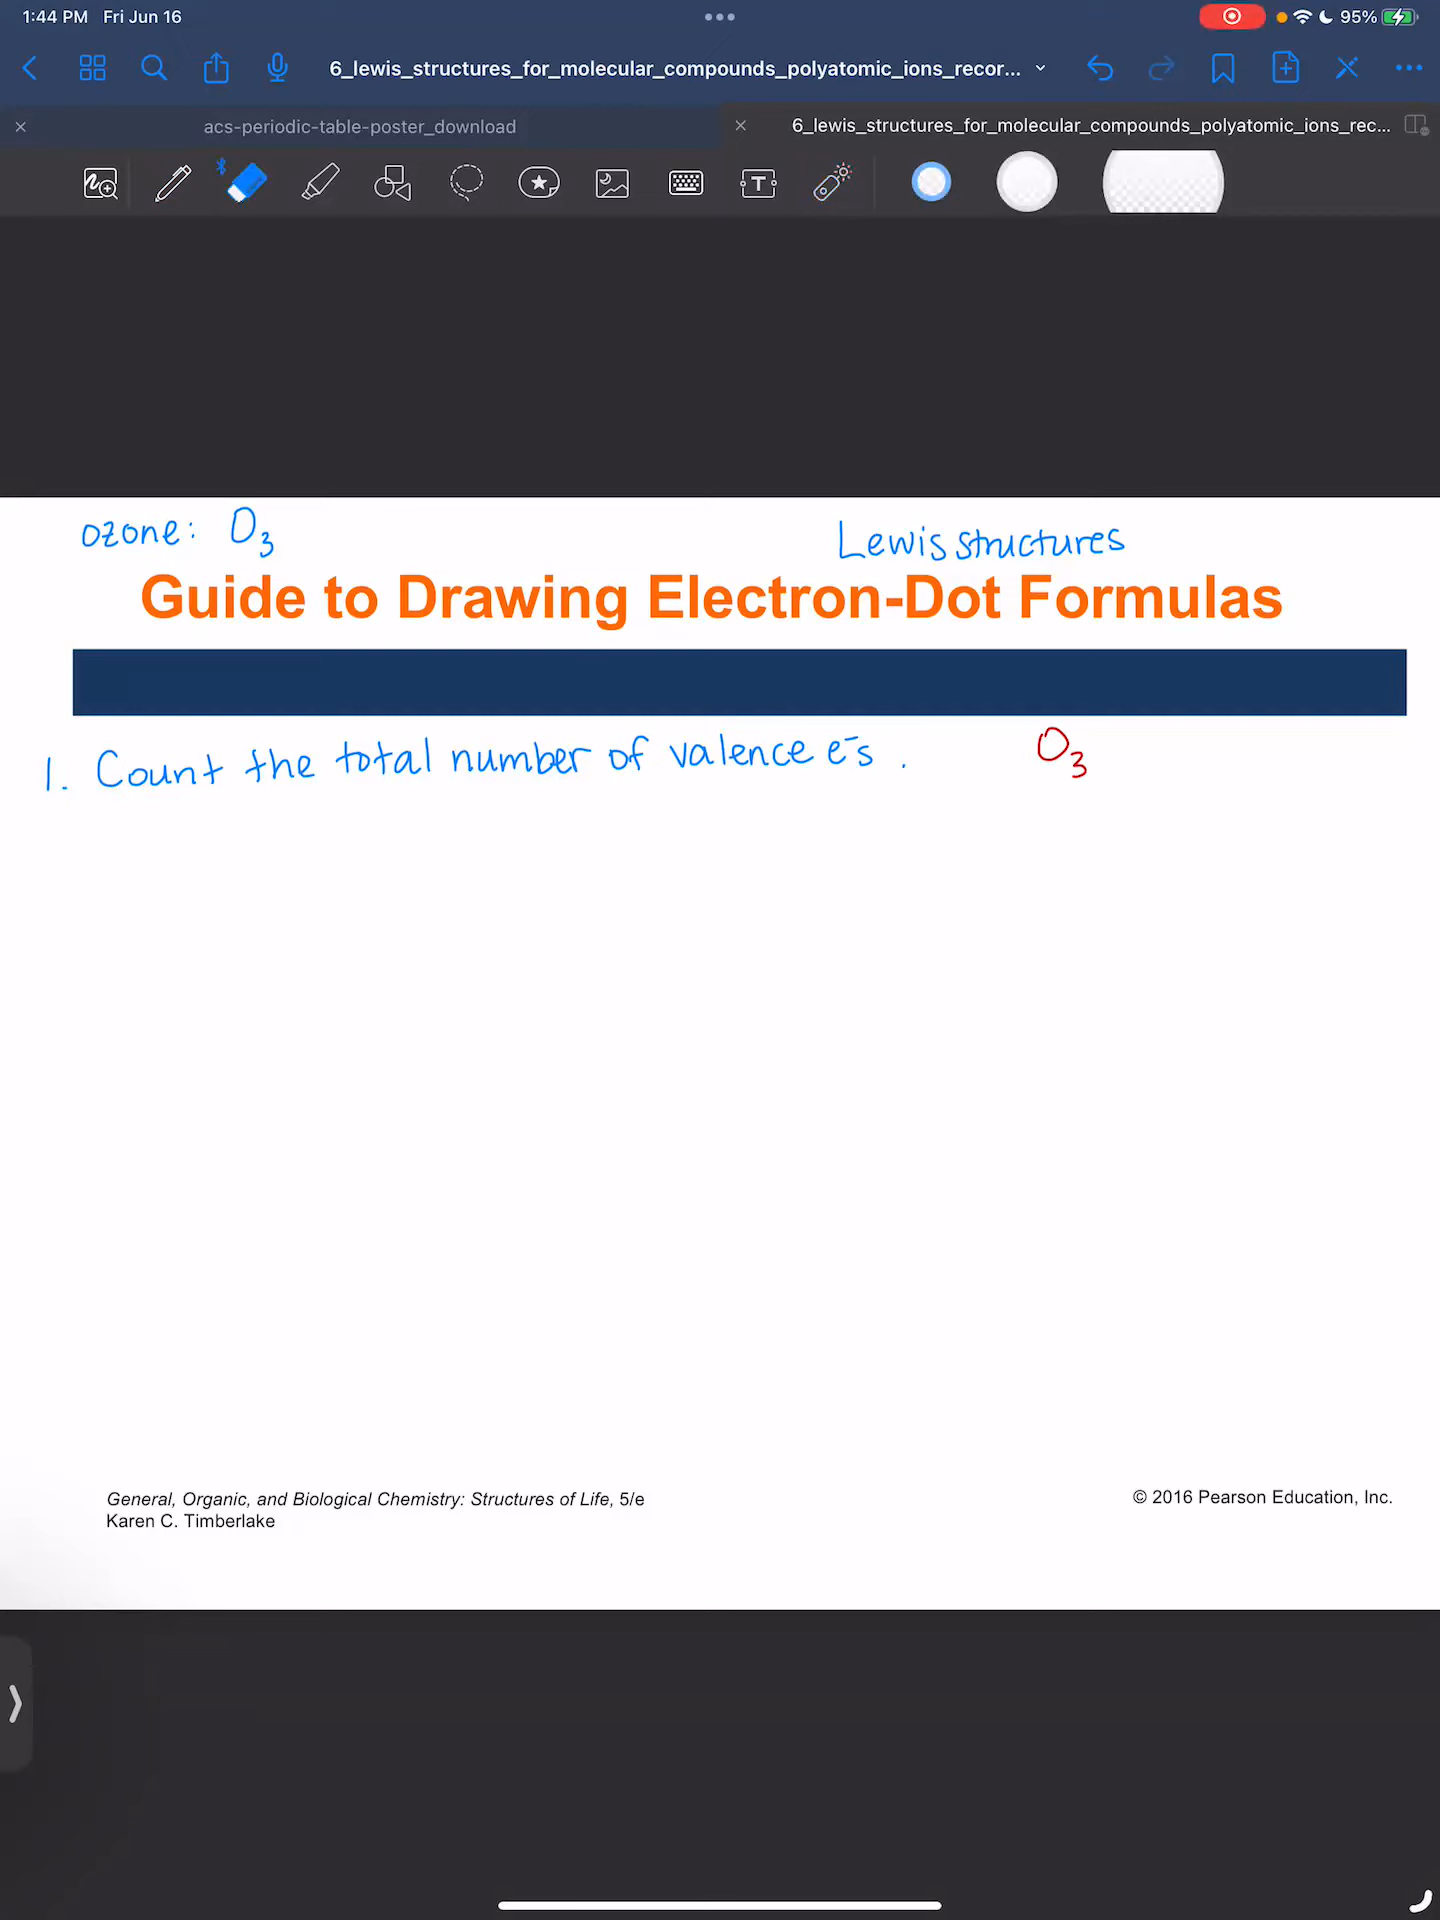 1:44 PM Fri Jun 16
95%
6_lewis_structures_for_molecular_compounds_polyatomic_ions_recor...
acs-periodic-table-poster_download
6_lewis_structures_for_molecular_compounds_polyatomic_ions_rec...
T
ozone: O₃
Lewis structures
Guide to Drawing Electron-Dot Formulas
1. Count the total number of valence e⁻s.
O₃
General, Organic, and Biological Chemistry: Structures of Life, 5/e
Karen C. Timberlake
© 2016 Pearson Education, Inc.